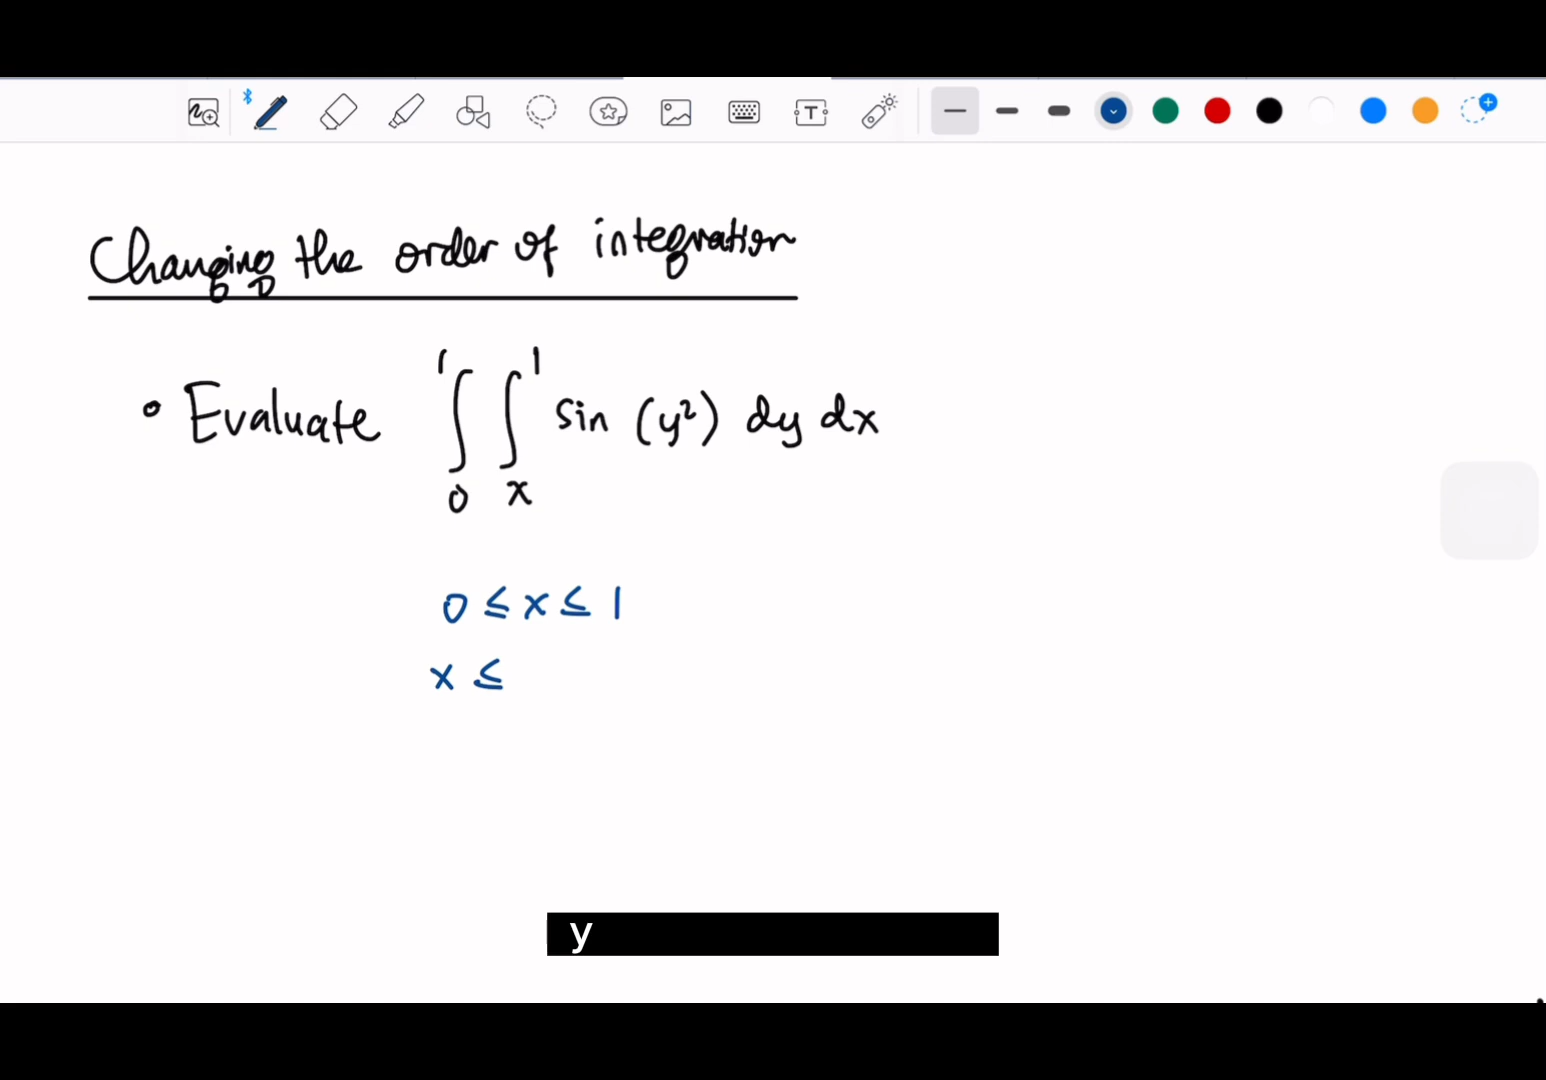 Changing the order of integration
• Evaluate ∫₀¹ ∫ₓ¹ sin (y²) dy dx
0 ≤ x ≤ 1
x ≤
y